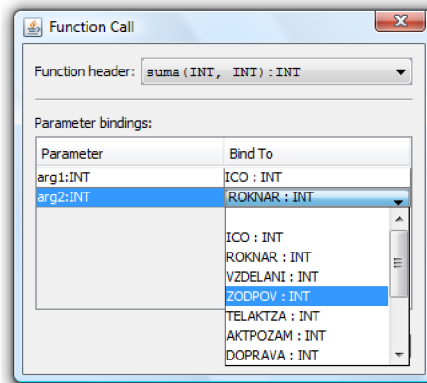 Function Call
Function header: suma(INT, INT):INT
Parameter bindings:
Parameter Bind To
arg1:INT ICO : INT
arg2:INT ROKNAR : INT
ICO : INT
ROKNAR : INT
VZDELANI : INT
ZODPOV : INT
TELAKTZA : INT
AKTPOZAM : INT
DOPRAVA : INT